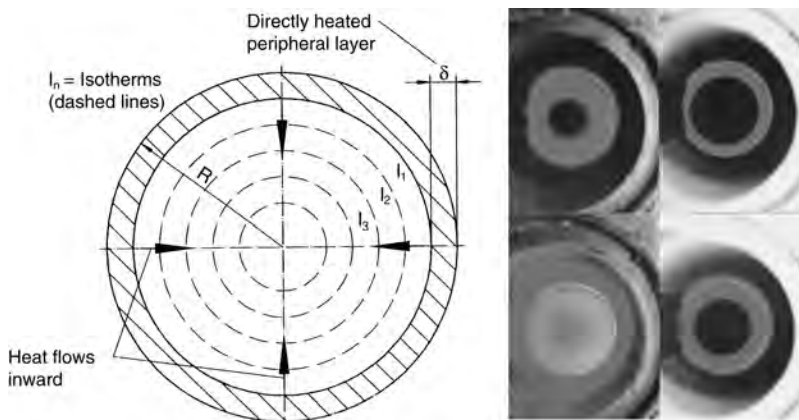 Directly heated
peripheral layer
δ
Iₙ = Isotherms
(dashed lines)
R
I₁
I₂
I₃
Heat flows
inward